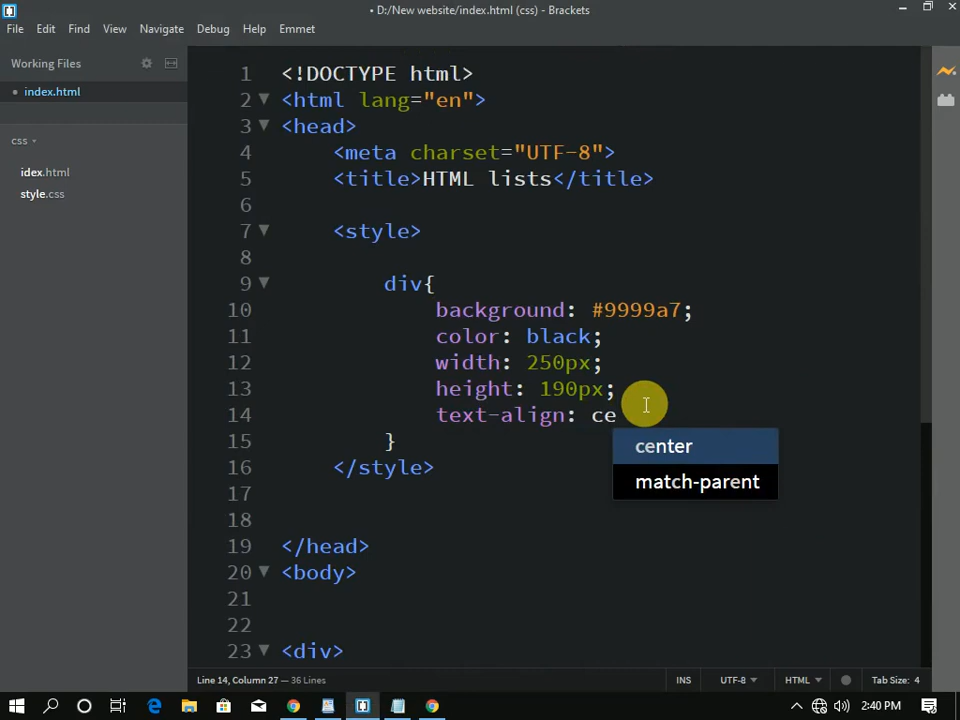 • D:/New website/index.html (css) - Brackets
File Edit Find View Navigate Debug Help Emmet
Working Files
• index.html
css
idex.html
style.css
1 <!DOCTYPE html>
2 <html lang="en">
3 <head>
4 <meta charset="UTF-8">
5 <title>HTML lists</title>
6
7 <style>
8
9 div{
10 background: #9999a7;
11 color: black;
12 width: 250px;
13 height: 190px;
14 text-align: ce
center
15 }
match-parent
16 </style>
17
18
19 </head>
20 <body>
21
22
23 <div>
Line 14, Column 27 — 36 Lines INS UTF-8 HTML Tab Size: 4
2:40 PM